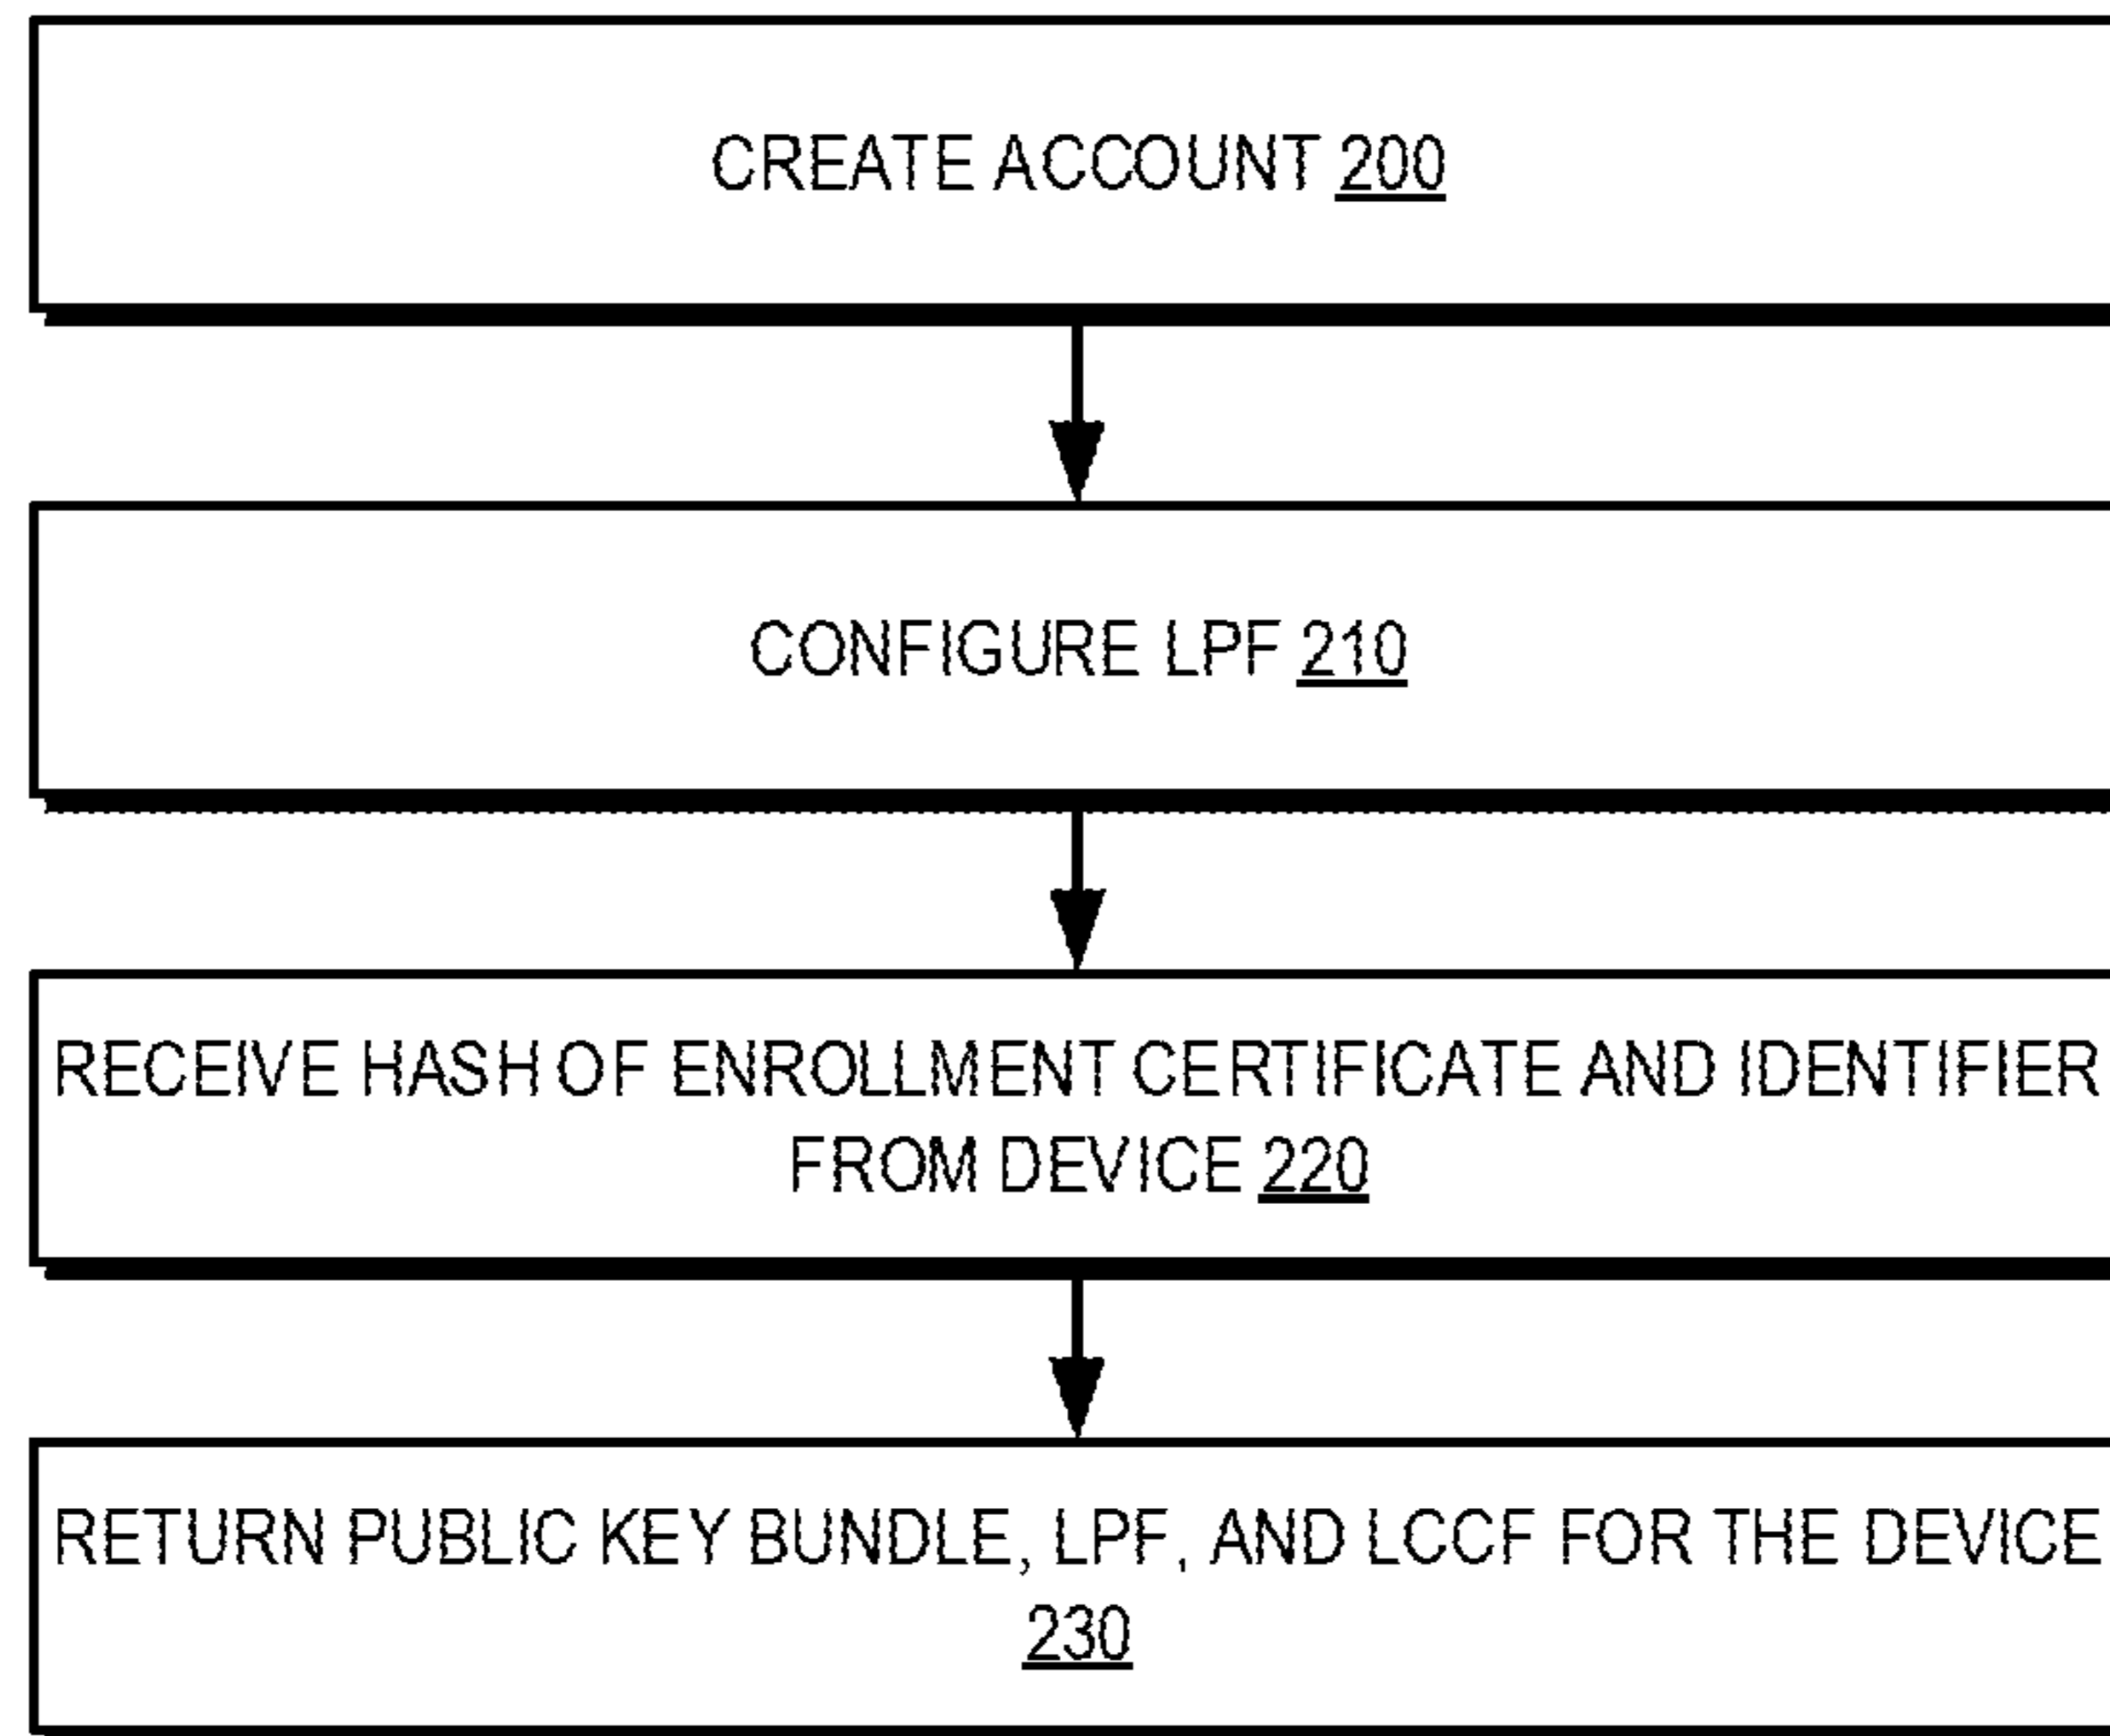 CREATE ACCOUNT 200
CONFIGURE LPF 210
RECEIVE HASH OF ENROLLMENT CERTIFICATE AND IDENTIFIER
FROM DEVICE 220
RETURN PUBLIC KEY BUNDLE, LPF, AND LCCF FOR THE DEVICE
230